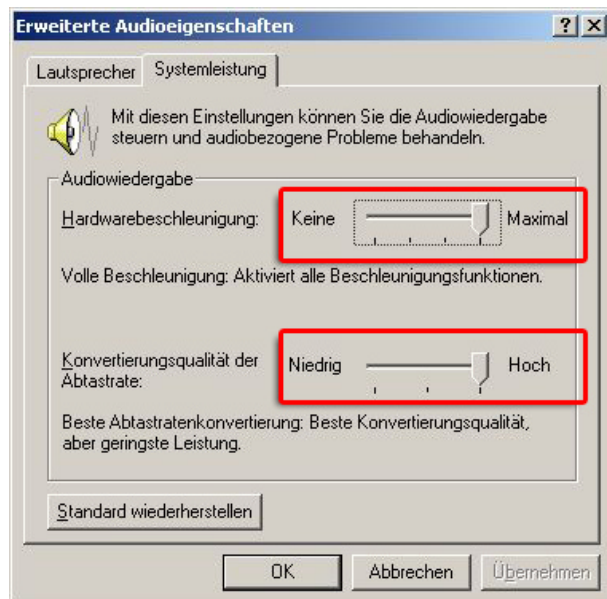 Erweiterte Audioeigenschaften
Lautsprecher Systemleistung
Mit diesen Einstellungen können Sie die Audiowiedergabe
steuern und audiobezogene Probleme behandeln.
Audiowiedergabe
Hardwarebeschleunigung: Keine Maximal
Volle Beschleunigung: Aktiviert alle Beschleunigungsfunktionen.
Konvertierungsqualität der
Abtastrate: Niedrig Hoch
Beste Abtastratenkonvertierung: Beste Konvertierungsqualität,
aber geringste Leistung.
Standard wiederherstellen
OK Abbrechen Übernehmen